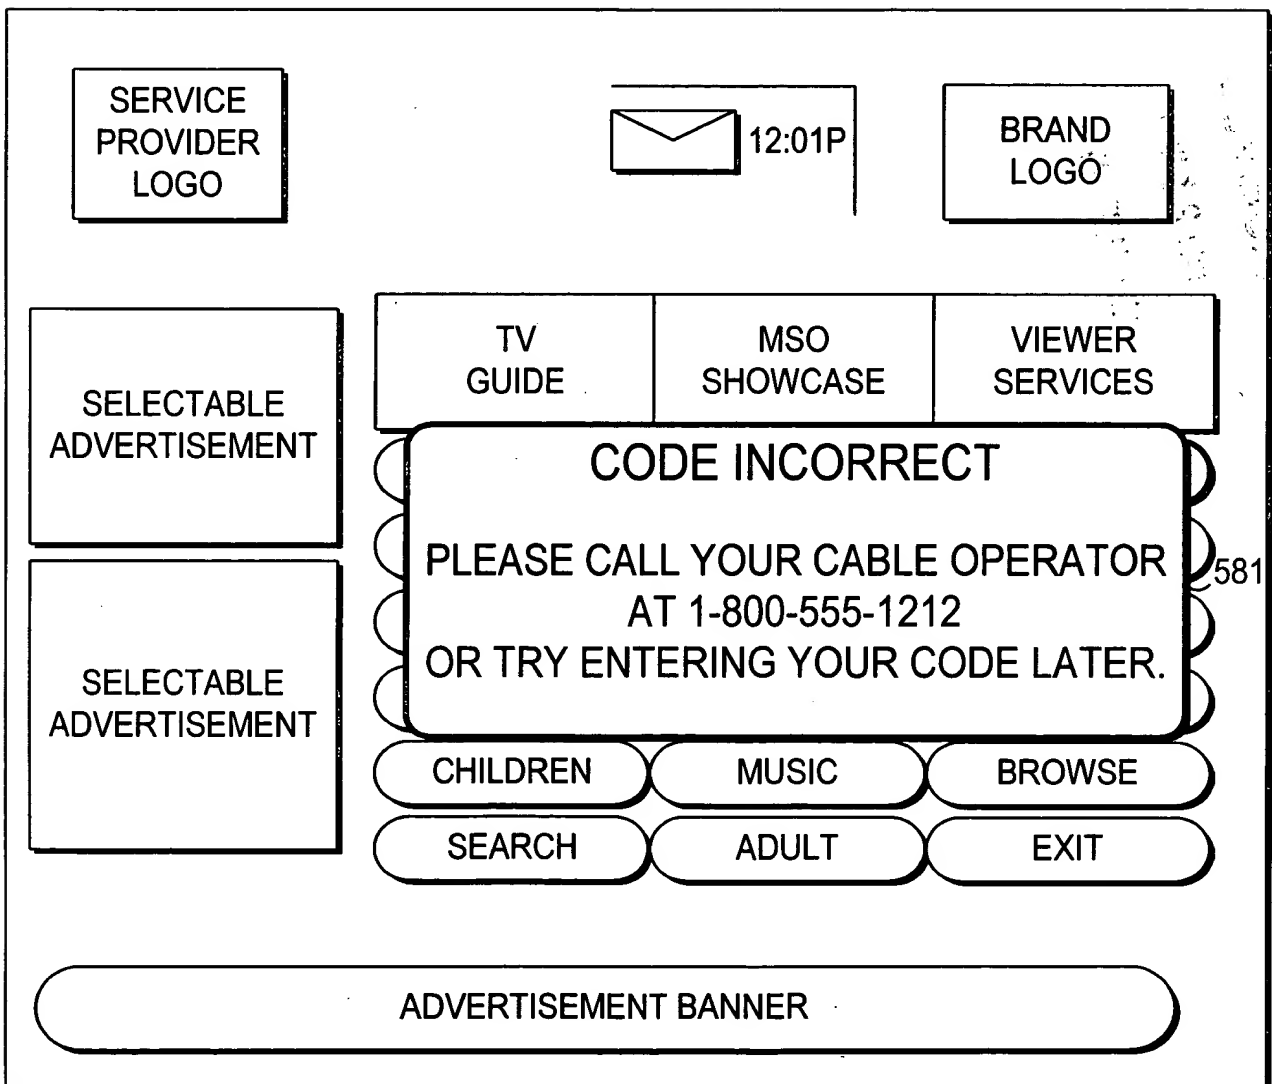 SERVICE
PROVIDER
LOGO
12:01P
BRAND
LOGO
SELECTABLE
ADVERTISEMENT
SELECTABLE
ADVERTISEMENT
TV
GUIDE
MSO
SHOWCASE
VIEWER
SERVICES
CODE INCORRECT
PLEASE CALL YOUR CABLE OPERATOR
AT 1-800-555-1212
OR TRY ENTERING YOUR CODE LATER.
581
CHILDREN
MUSIC
BROWSE
SEARCH
ADULT
EXIT
ADVERTISEMENT BANNER